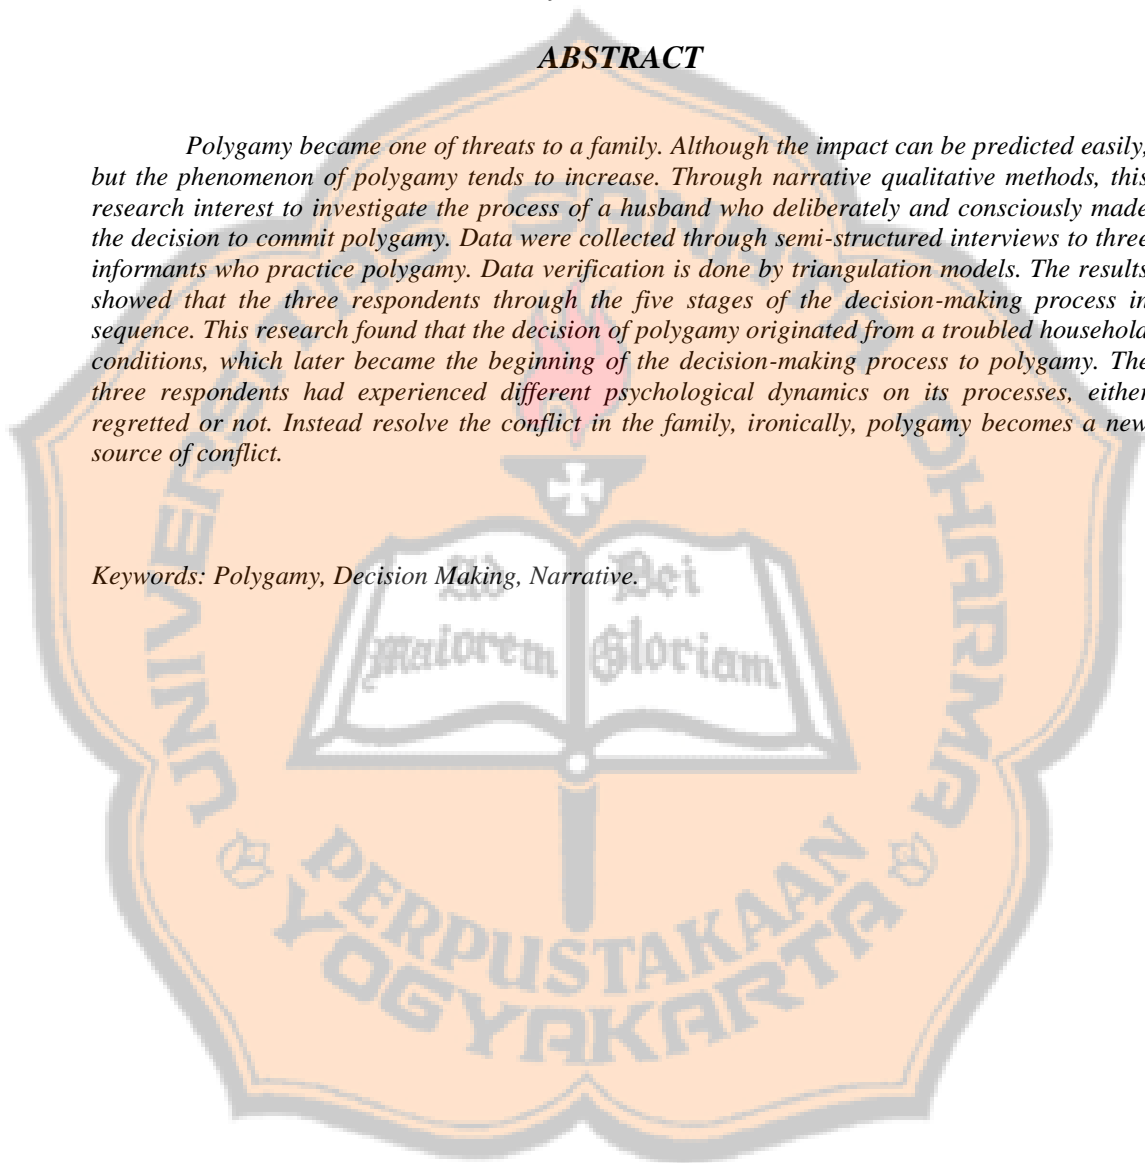 ABSTRACT
Polygamy became one of threats to a family. Although the impact can be predicted easily,
but the phenomenon of polygamy tends to increase. Through narrative qualitative methods, this
research interest to investigate the process of a husband who deliberately and consciously made
the decision to commit polygamy. Data were collected through semi-structured interviews to three
informants who practice polygamy. Data verification is done by triangulation models. The results
showed that the three respondents through the five stages of the decision-making process in
sequence. This research found that the decision of polygamy originated from a troubled household
conditions, which later became the beginning of the decision-making process to polygamy. The
three respondents had experienced different psychological dynamics on its processes, either
regretted or not. Instead resolve the conflict in the family, ironically, polygamy becomes a new
source of conflict.
Keywords: Polygamy, Decision Making, Narrative.
UNIVERSITAS SANATA DHARMA
Ad Dei
Maiorem Gloriam
PERPUSTAKAAN
YOGYAKARTA